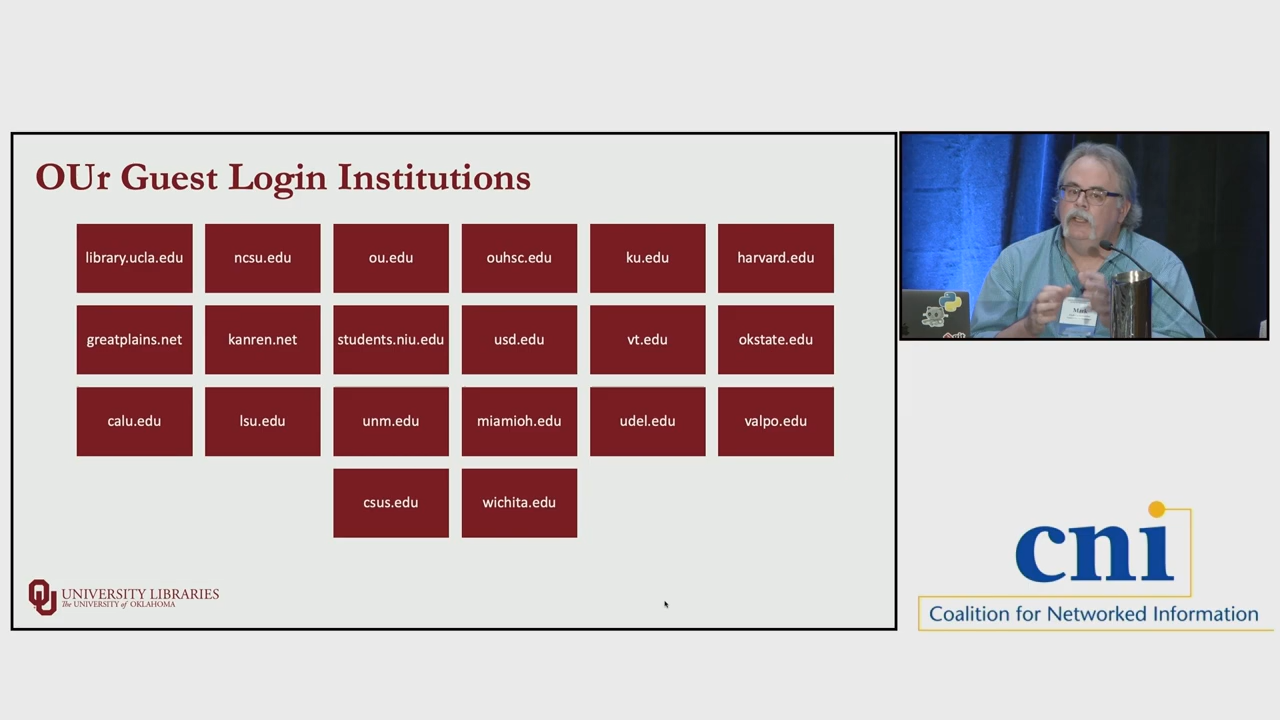 OUr Guest Login Institutions
library.ucla.edu
ncsu.edu
ou.edu
ouhsc.edu
ku.edu
harvard.edu
greatplains.net
kanren.net
students.niu.edu
usd.edu
vt.edu
okstate.edu
calu.edu
lsu.edu
unm.edu
miamioh.edu
udel.edu
valpo.edu
csus.edu
wichita.edu
UNIVERSITY LIBRARIES
The UNIVERSITY of OKLAHOMA
Mark
cni
Coalition for Networked Information